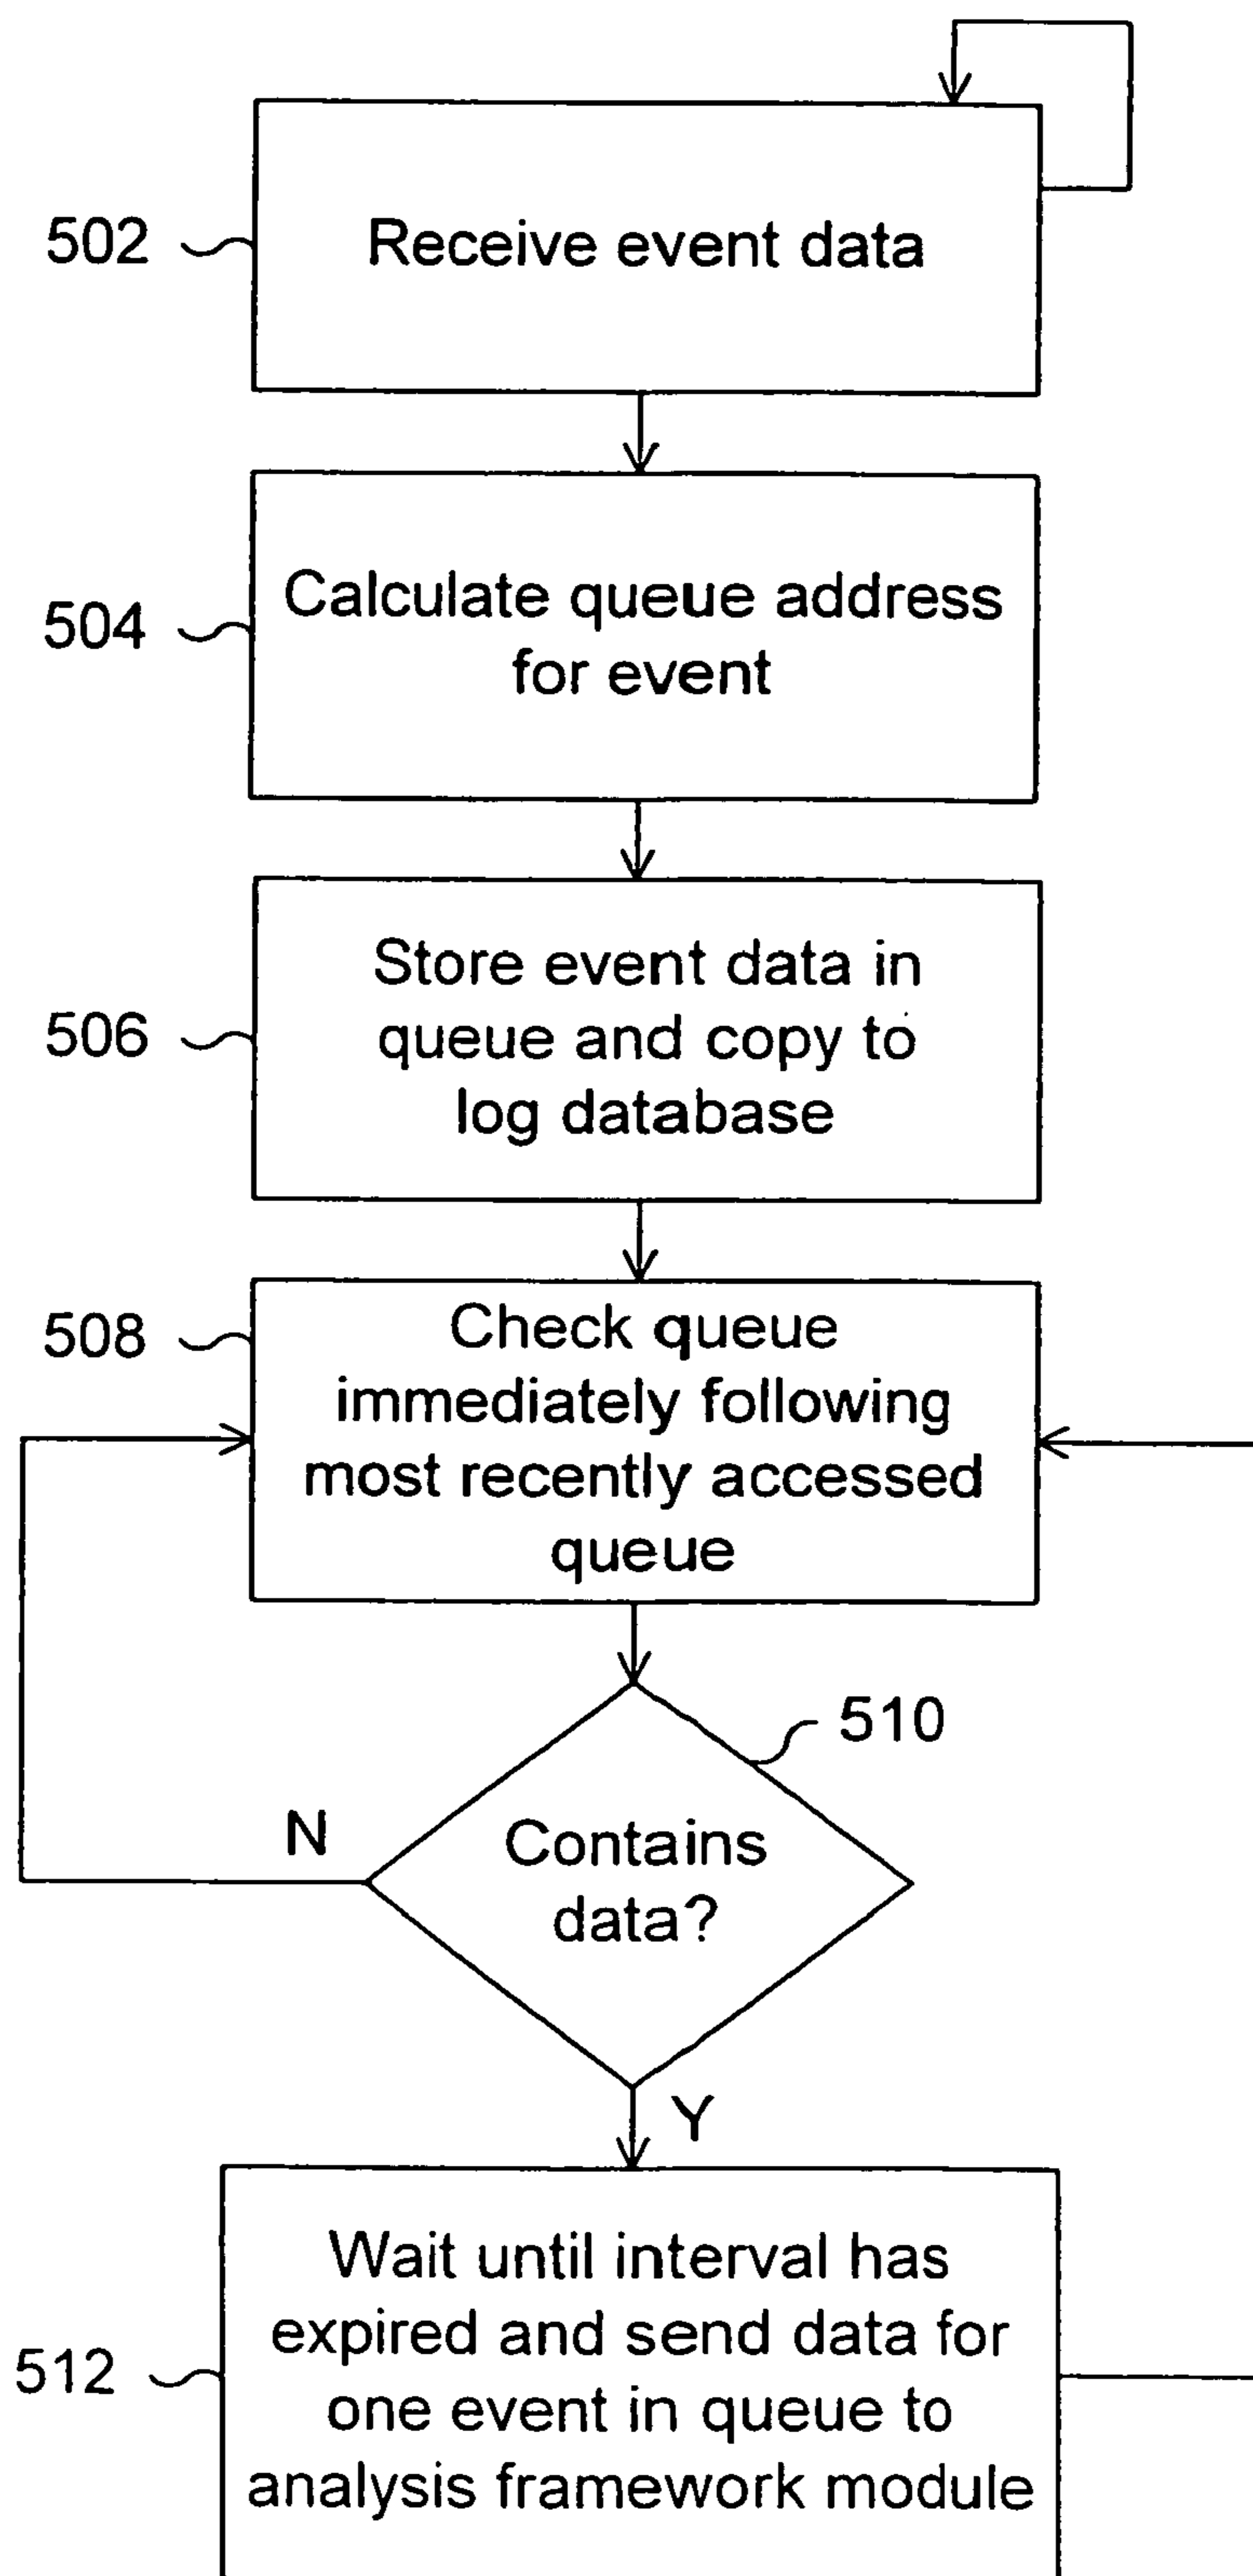 502
Receive event data
504
Calculate queue address
for event
506
Store event data in
queue and copy to
log database
508
Check queue
immediately following
most recently accessed
queue
510
Contains
data?
N
Y
512
Wait until interval has
expired and send data for
one event in queue to
analysis framework module